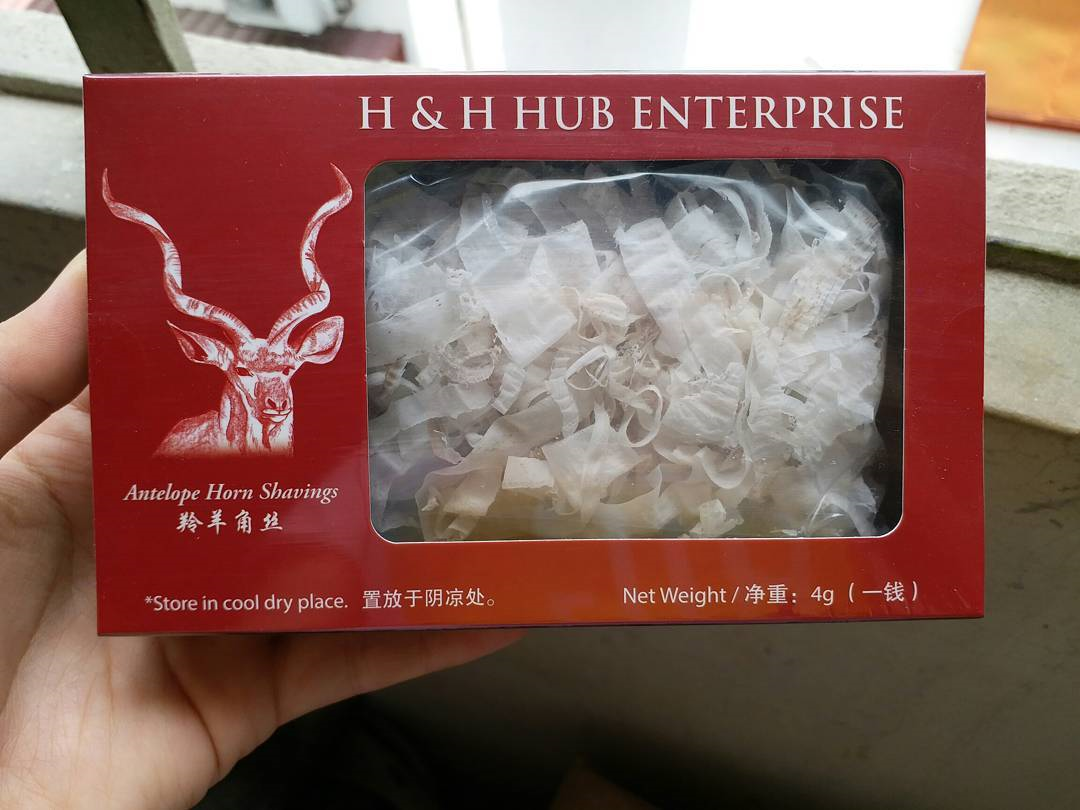 H & H HUB ENTERPRISE
Antelope Horn Shavings
羚羊角丝
*Store in cool dry place. 置放于阴凉处。
Net Weight / 净重：4g（一钱）